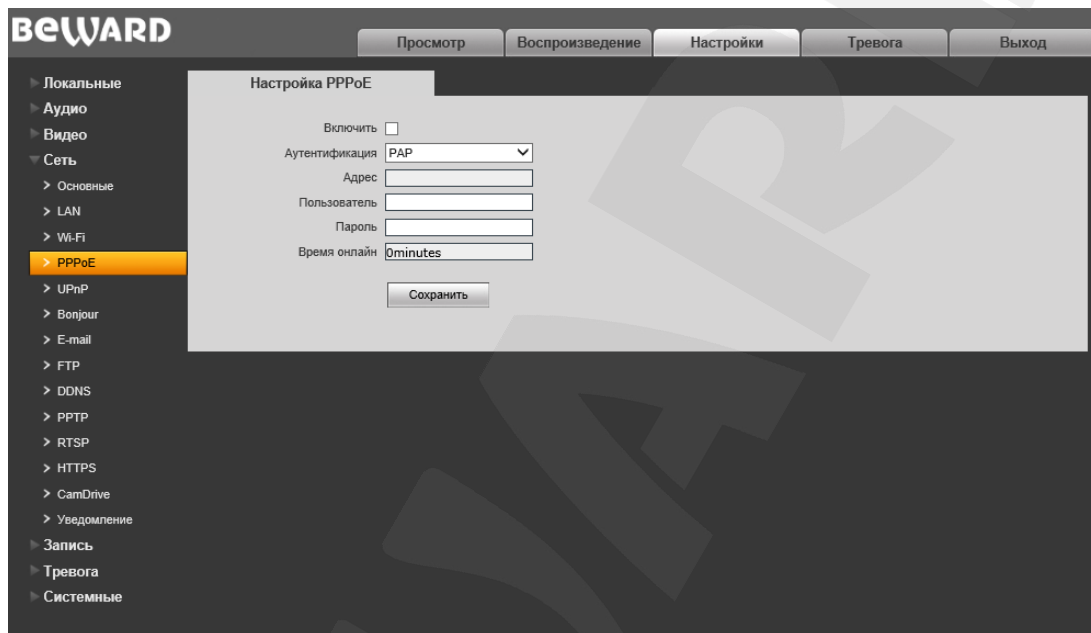 BEWARD
Просмотр
Воспроизведение
Настройки
Тревога
Выход
Локальные
Аудио
Видео
Сеть
Основные
LAN
Wi-Fi
PPPoE
UPnP
Bonjour
E-mail
FTP
DDNS
PPTP
RTSP
HTTPS
CamDrive
Уведомление
Запись
Тревога
Системные
Настройка PPPoE
Включить
Аутентификация PAP
Адрес
Пользователь
Пароль
Время онлайн 0minutes
Сохранить